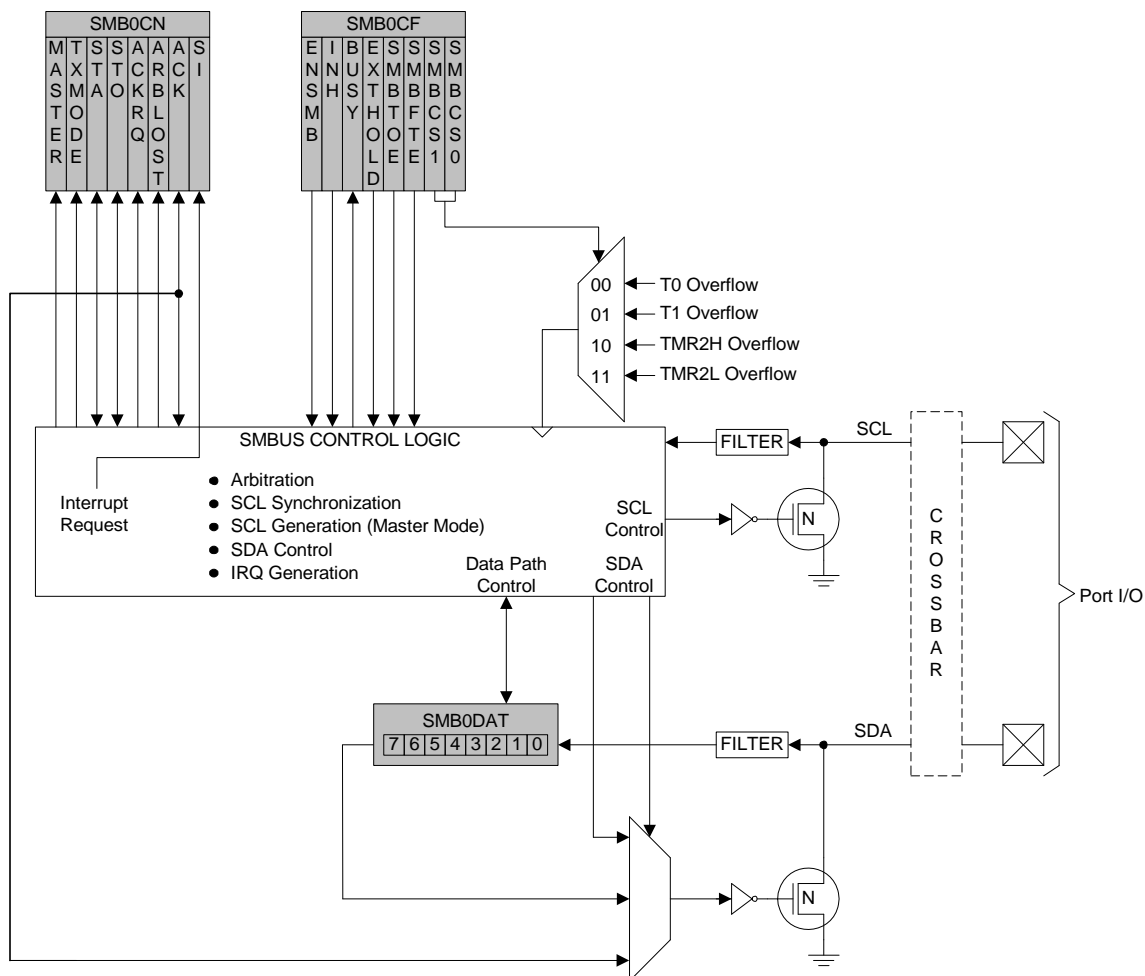 SMB0CN
MASTER
TXMODE
STA
STO
ACKRQ
ARBLOST
ACK
SI
SMB0CF
ENSMB
INH
BUSY
EXTHOLD
SMBTOE
SMBFTE
SMBCS1
SMBCS0
00
01
10
11
T0 Overflow
T1 Overflow
TMR2H Overflow
TMR2L Overflow
SMBUS CONTROL LOGIC
● Arbitration
● SCL Synchronization
● SCL Generation (Master Mode)
● SDA Control
● IRQ Generation
Interrupt
Request
SCL
Control
Data Path
Control
SDA
Control
FILTER
SCL
N
CROSSBAR
Port I/O
SMB0DAT
7 6 5 4 3 2 1 0
FILTER
SDA
N